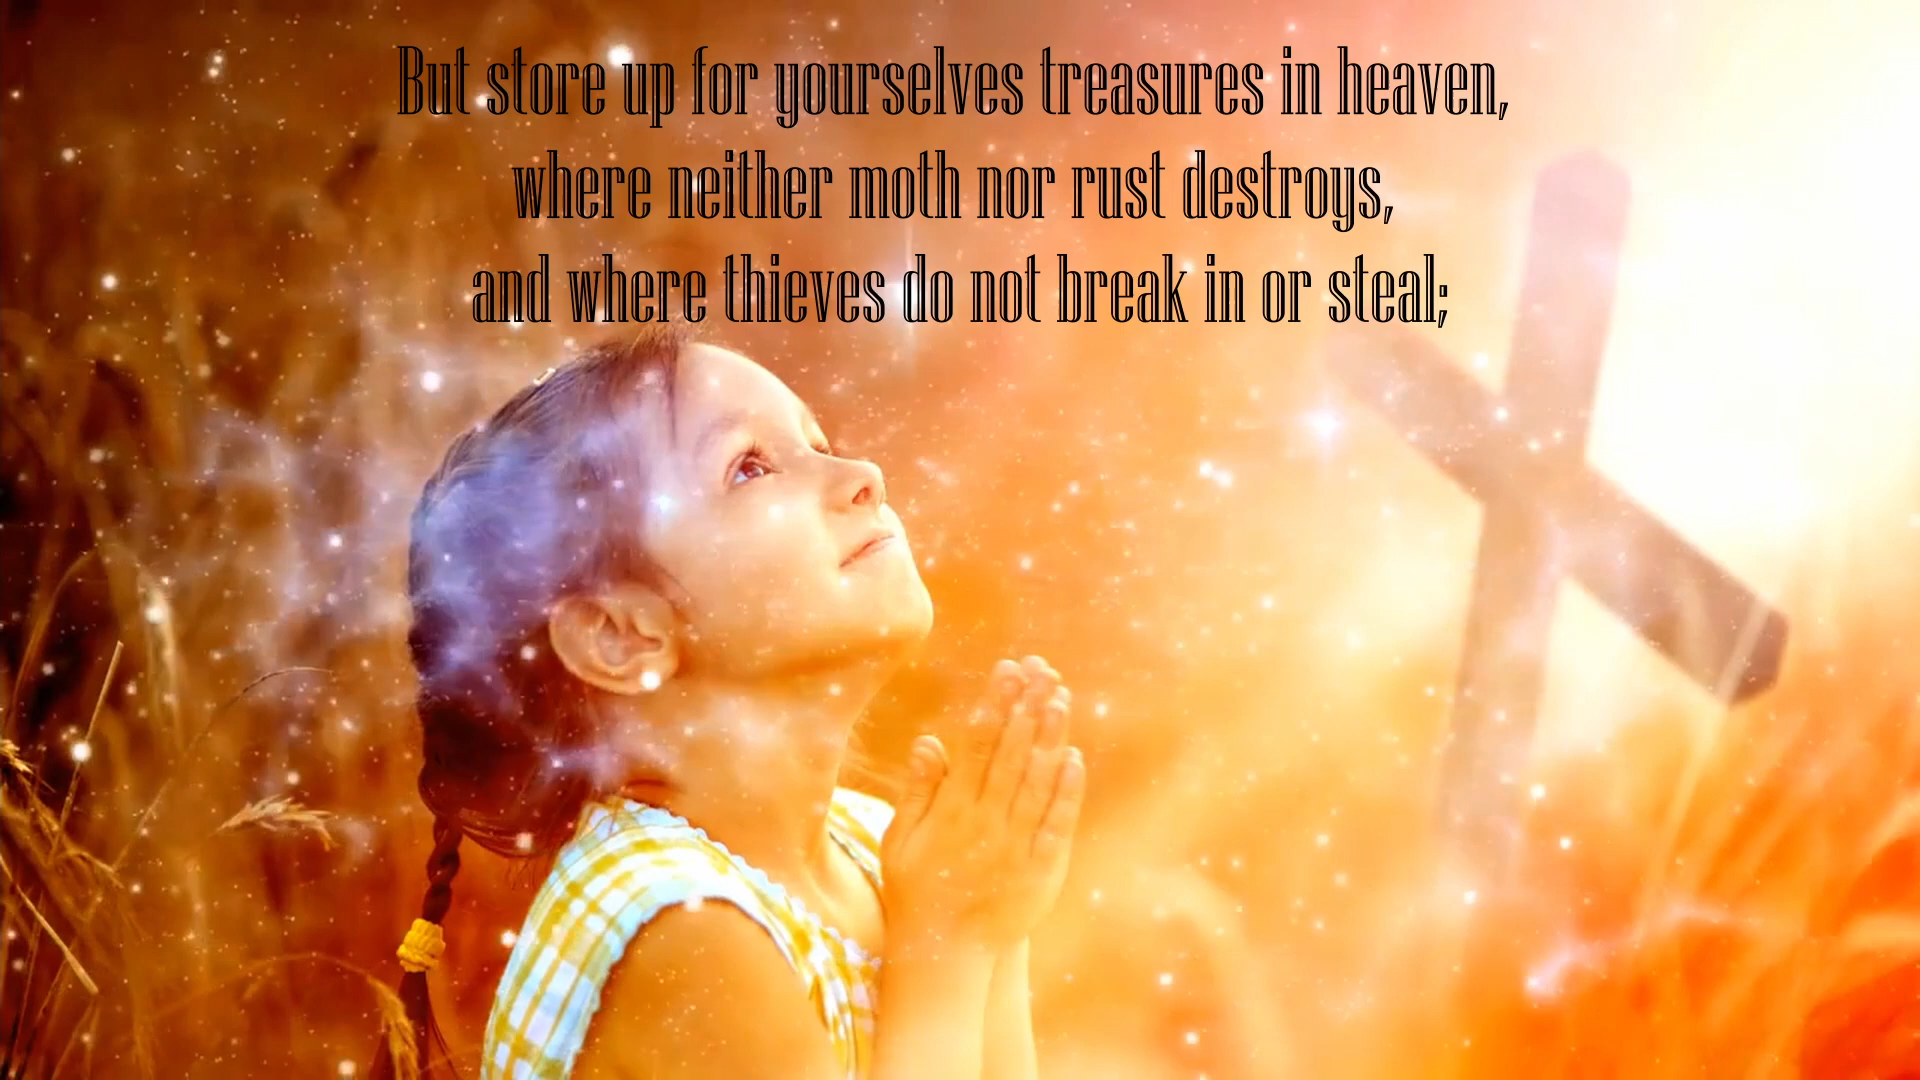 But store up for yourselves treasures in heaven,
where neither moth nor rust destroys,
and where thieves do not break in or steal;